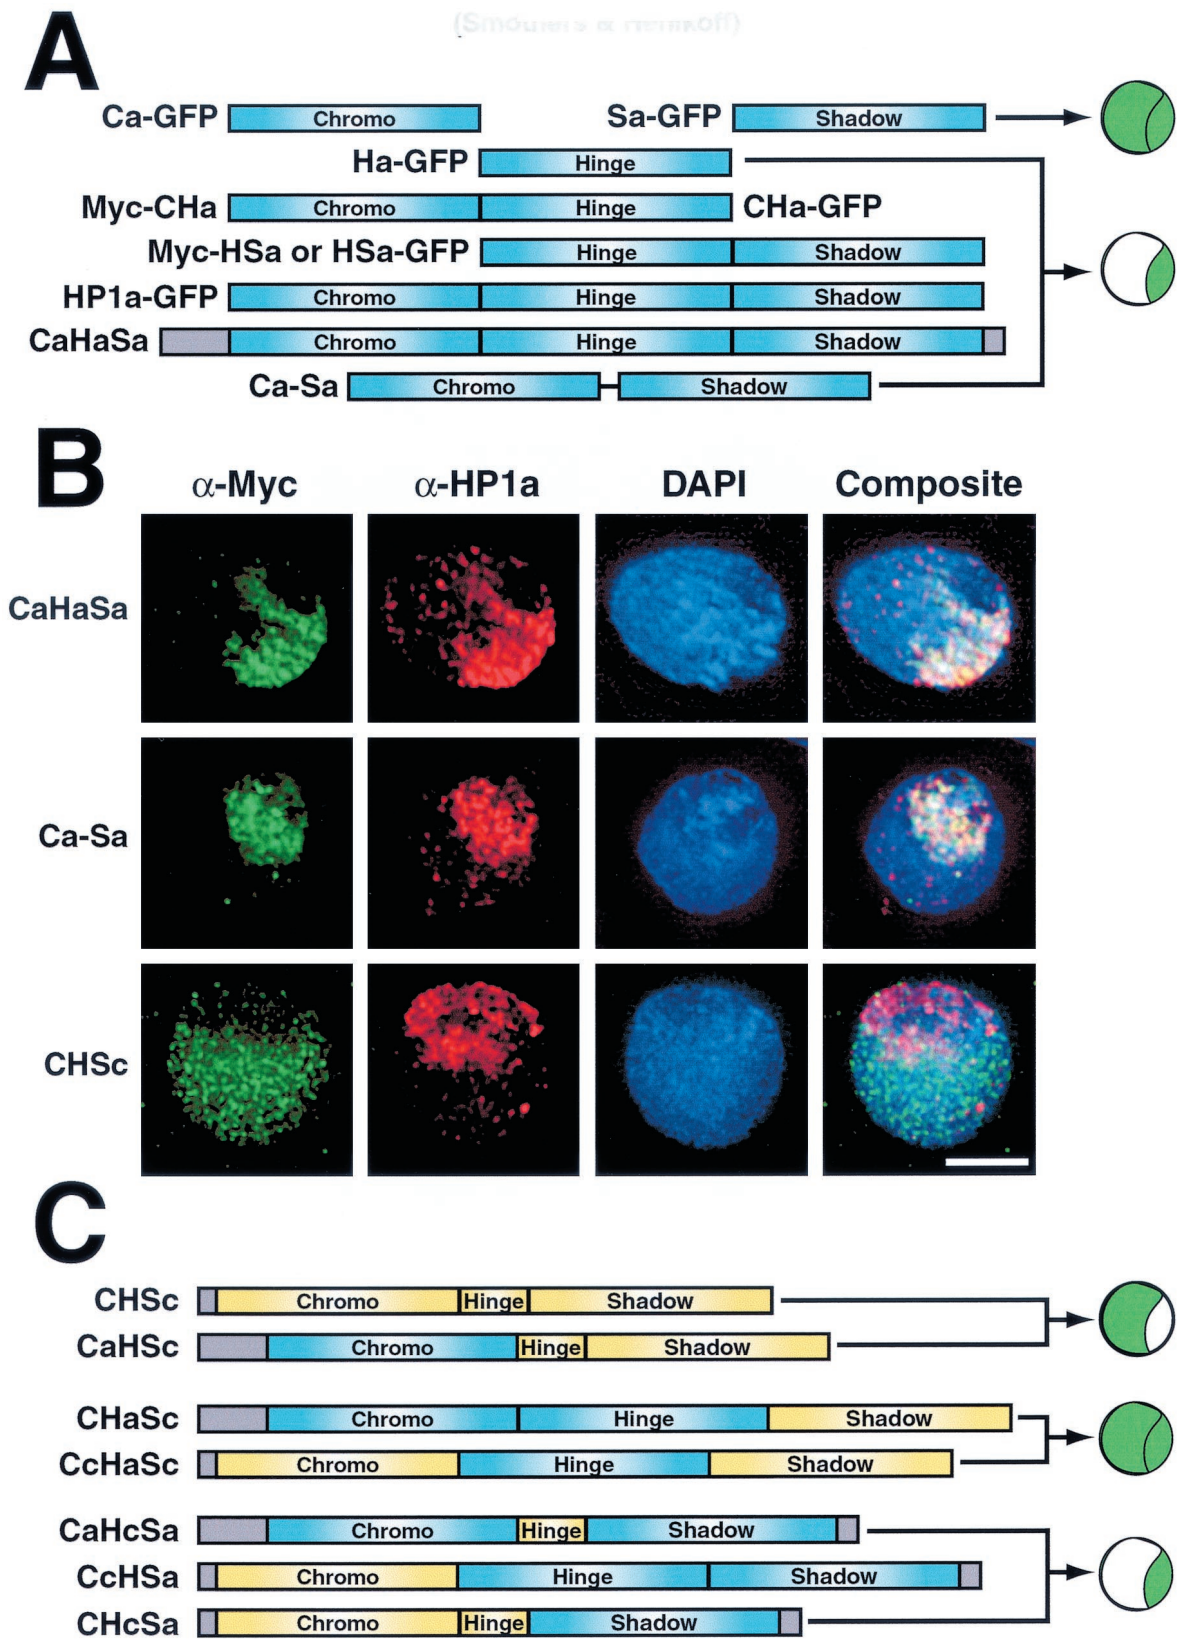 A
Ca-GFP Chromo Sa-GFP Shadow
Ha-GFP Hinge
Myc-CHa Chromo Hinge CHa-GFP
Myc-HSa or HSa-GFP Hinge Shadow
HP1a-GFP Chromo Hinge Shadow
CaHaSa Chromo Hinge Shadow
Ca-Sa Chromo Shadow
B
α-Myc α-HP1a DAPI Composite
CaHaSa
Ca-Sa
CHSc
C
CHSc Chromo Hinge Shadow
CaHSc Chromo Hinge Shadow
CHaSc Chromo Hinge Shadow
CcHaSc Chromo Hinge Shadow
CaHcSa Chromo Hinge Shadow
CcHSa Chromo Hinge Shadow
CHcSa Chromo Hinge Shadow